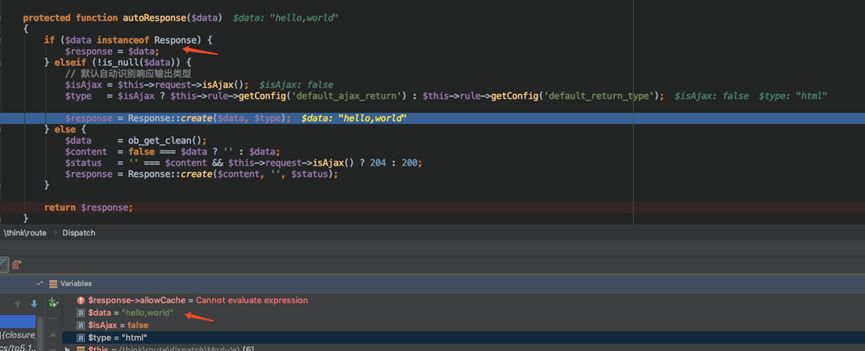 protected function autoResponse($data)  $data: "hello,world"
{
    if ($data instanceof Response) {
        $response = $data;
    } elseif (!is_null($data)) {
        // 默认自动识别响应输出类型
        $isAjax = $this->request->isAjax();  $isAjax: false
        $type   = $isAjax ? $this->rule->getConfig('default_ajax_return') : $this->rule->getConfig('default_return_type');  $isAjax: false  $type: "html"
        $response = Response::create($data, $type);  $data: "hello,world"
    } else {
        $data     = ob_get_clean();
        $content  = false === $data ? '' : $data;
        $status   = '' === $content && $this->request->isAjax() ? 204 : 200;
        $response = Response::create($content, '', $status);
    }
    return $response;
}
\think\route › Dispatch
Variables
$response->allowCache = Cannot evaluate expression
$data = "hello,world"
$isAjax = false
$type = "html"
{closure
cs/tp5.1... $this = {think\route\dispatch\Module} [6]